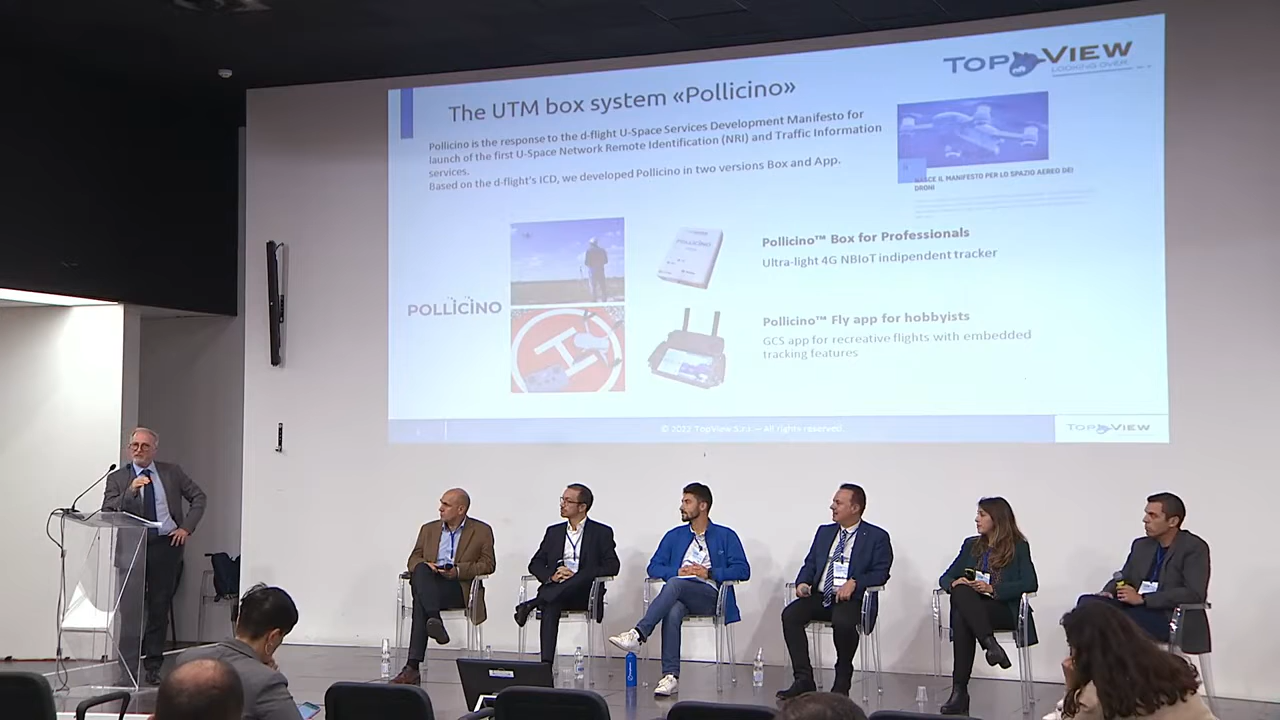 TOPVIEW
LOOKING OVER
The UTM box system «Pollicino»
Pollicino is the response to the d-flight U-Space Services Development Manifesto for
launch of the first U-Space Network Remote Identification (NRI) and Traffic Information
services.
Based on the d-flight's ICD, we developed Pollicino in two versions Box and App.
NASCE IL MANIFESTO PER LO SPAZIO AEREO DEI
DRONI
POLLICINO
POLLICINO
Pollicino™ Box for Professionals
Ultra-light 4G NBIoT indipendent tracker
Pollicino™ Fly app for hobbyists
GCS app for recreative flights with embedded
tracking features
© 2022 TopView S.r.l. – All rights reserved.
TOPVIEW